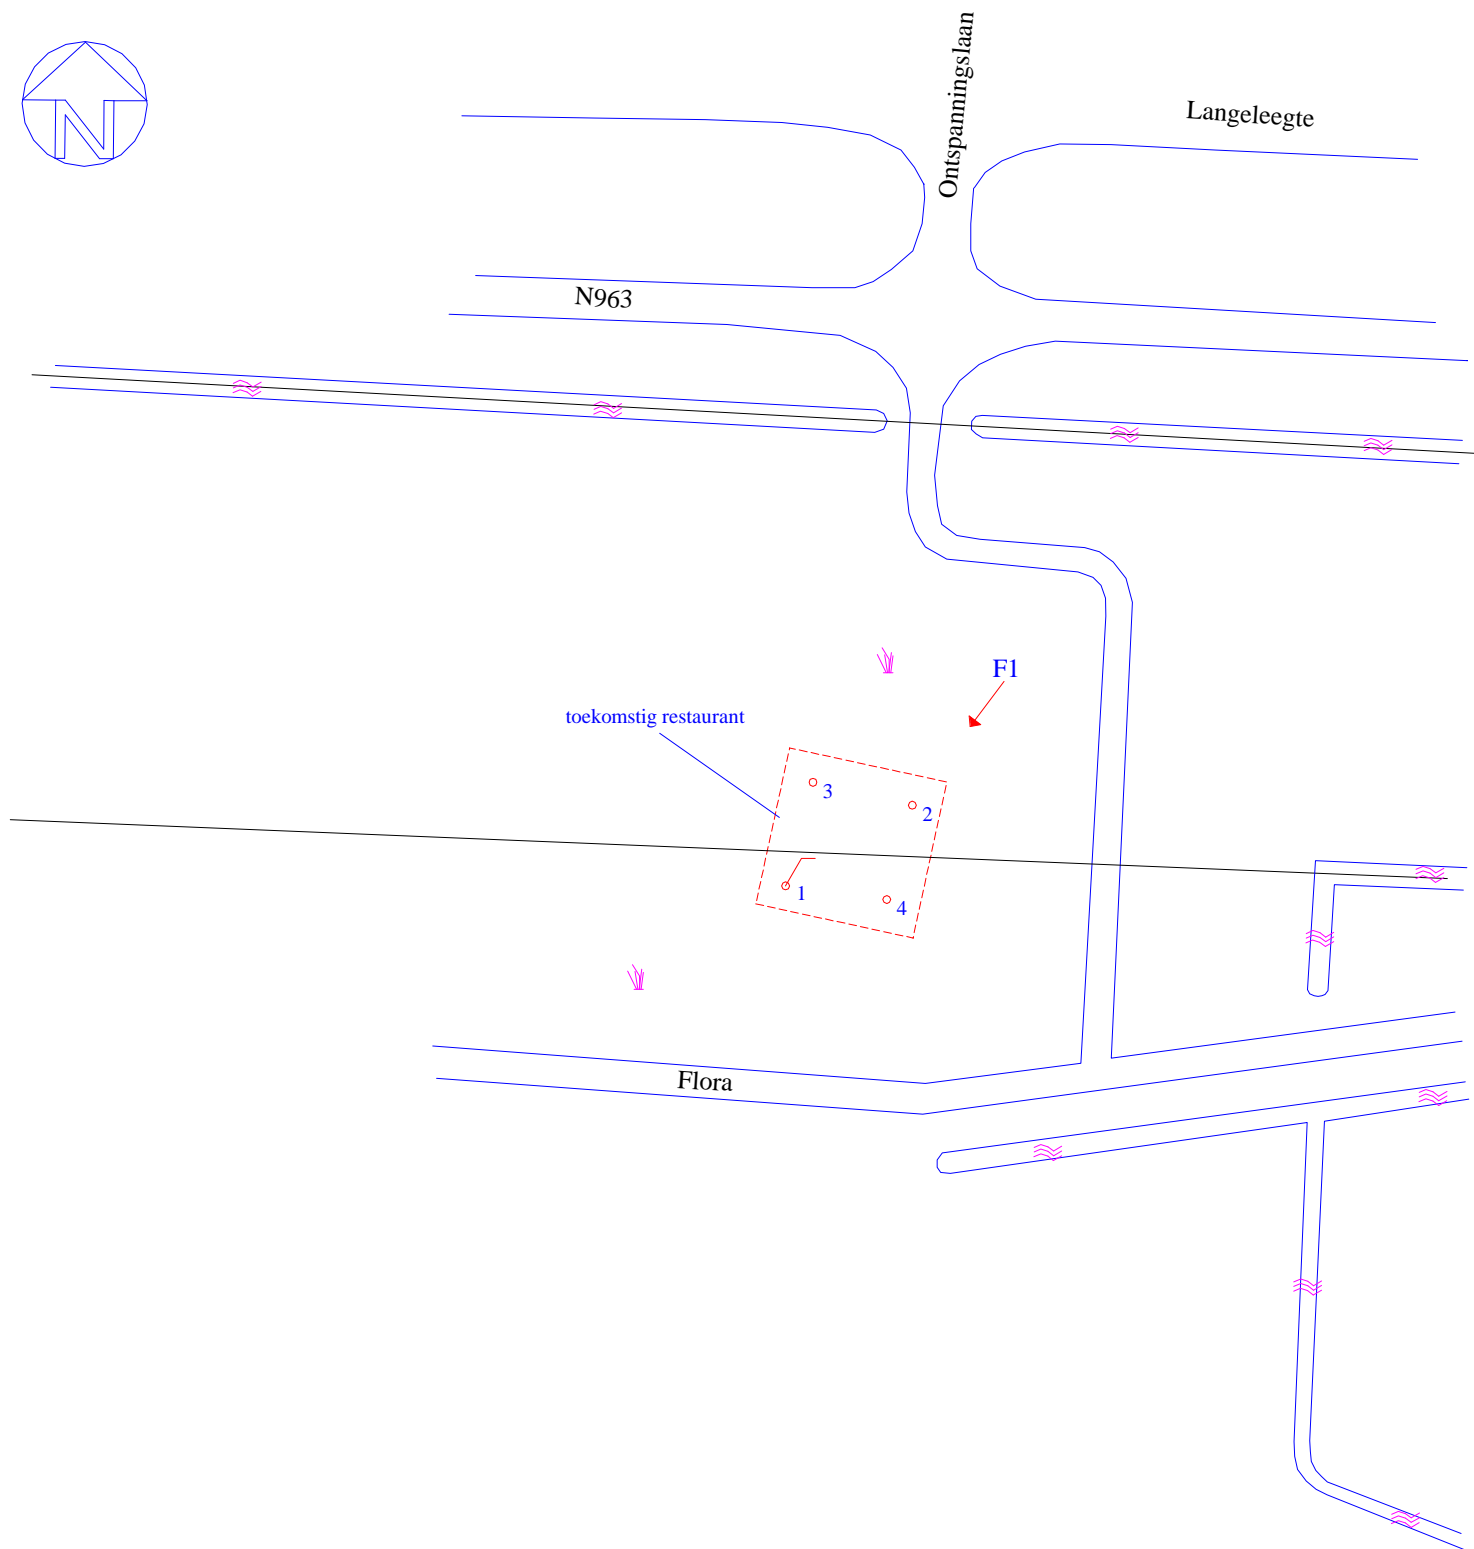 N
Ontspanningslaan
Langeleegte
N963
F1
toekomstig restaurant
3
2
1
4
Flora